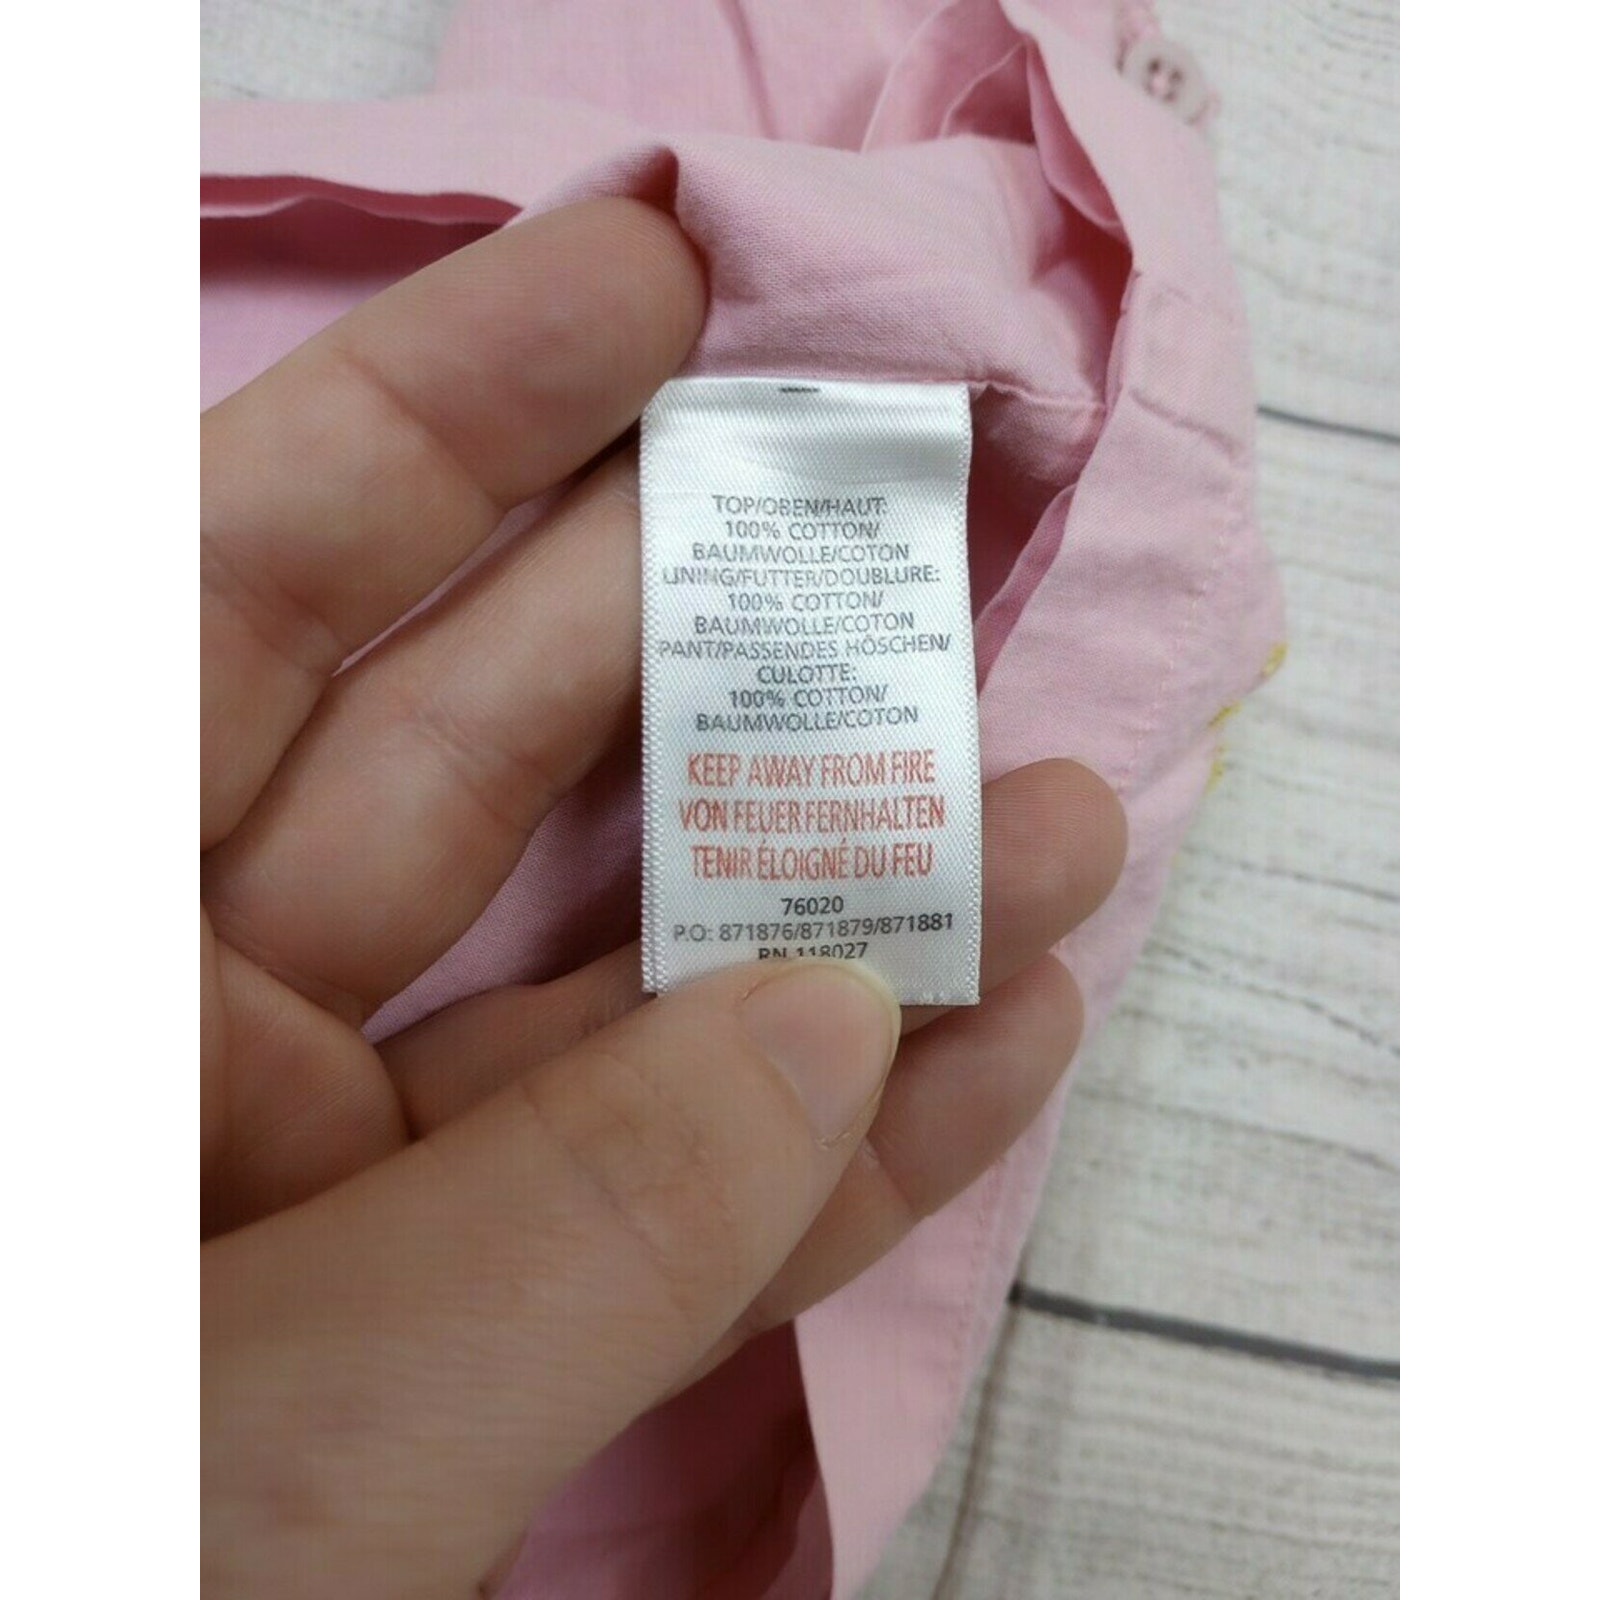 TOP/OBEN/HAUT:
100% COTTON/
BAUMWOLLE/COTON
LINING/FUTTER/DOUBLURE:
100% COTTON/
BAUMWOLLE/COTON
PANT/PASSENDES HÖSCHEN/
CULOTTE:
100% COTTON/
BAUMWOLLE/COTON
KEEP AWAY FROM FIRE
VON FEUER FERNHALTEN
TENIR ÉLOIGNÉ DU FEU
76020
P.O: 871876/871879/871881
RN 118027